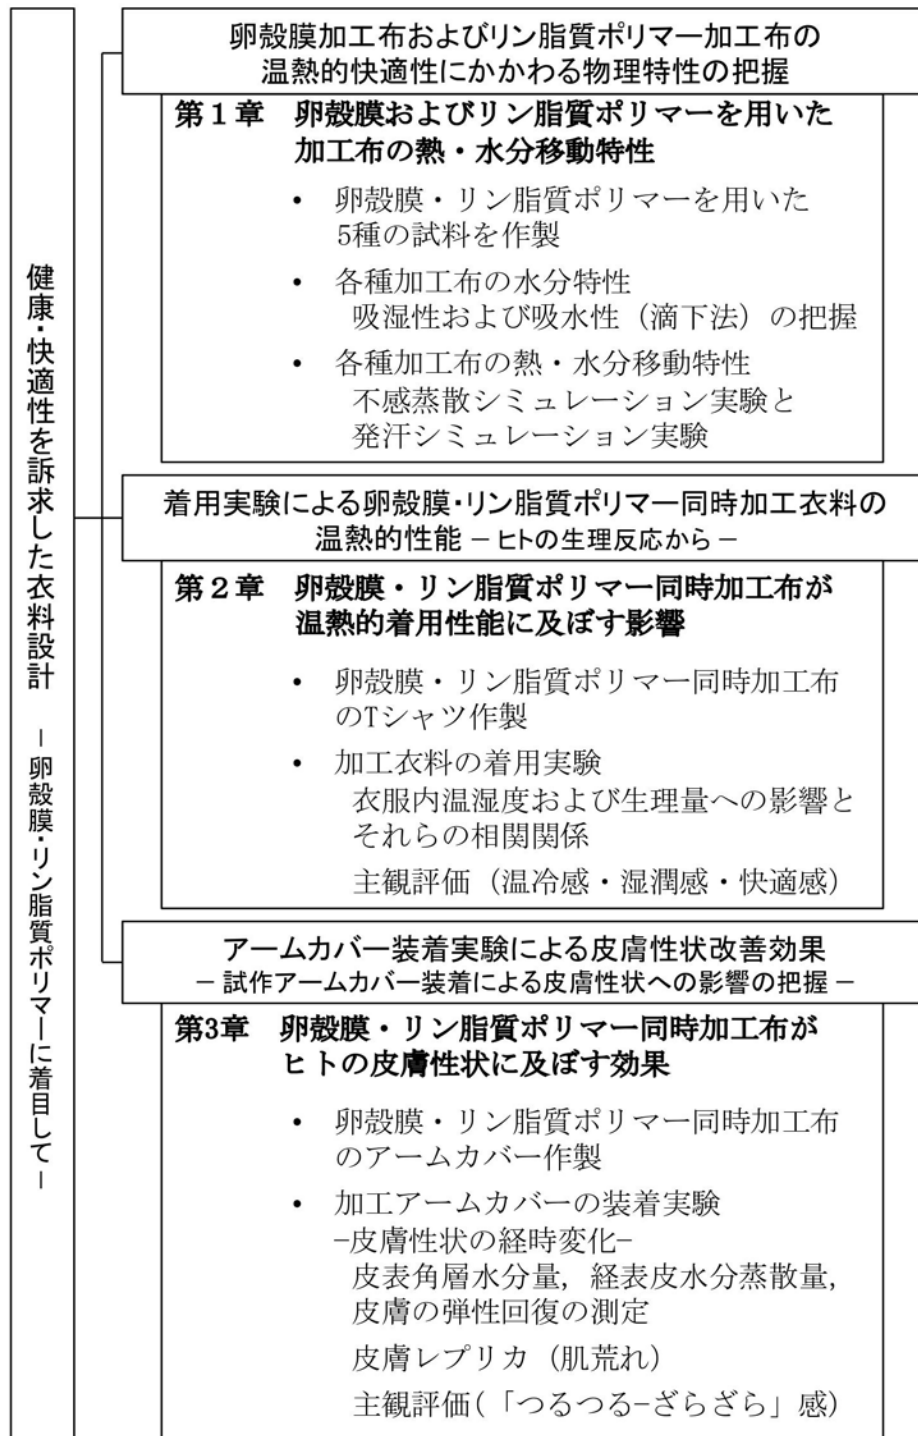 健康・快適性を訴求した衣料設計 － 卵殻膜・リン脂質ポリマーに着目して－
卵殻膜加工布およびリン脂質ポリマー加工布の
温熱的快適性にかかわる物理特性の把握
第１章 卵殻膜およびリン脂質ポリマーを用いた
加工布の熱・水分移動特性
• 卵殻膜・リン脂質ポリマーを用いた
5種の試料を作製
• 各種加工布の水分特性
吸湿性および吸水性（滴下法）の把握
• 各種加工布の熱・水分移動特性
不感蒸散シミュレーション実験と
発汗シミュレーション実験
着用実験による卵殻膜・リン脂質ポリマー同時加工衣料の
温熱的性能 － ヒトの生理反応から －
第２章 卵殻膜・リン脂質ポリマー同時加工布が
温熱的着用性能に及ぼす影響
• 卵殻膜・リン脂質ポリマー同時加工布
のTシャツ作製
• 加工衣料の着用実験
衣服内温湿度および生理量への影響と
それらの相関関係
主観評価（温冷感・湿潤感・快適感）
アームカバー装着実験による皮膚性状改善効果
－ 試作アームカバー装着による皮膚性状への影響の把握 －
第3章 卵殻膜・リン脂質ポリマー同時加工布が
ヒトの皮膚性状に及ぼす効果
• 卵殻膜・リン脂質ポリマー同時加工布
のアームカバー作製
• 加工アームカバーの装着実験
−皮膚性状の経時変化−
皮表角層水分量，経表皮水分蒸散量，
皮膚の弾性回復の測定
皮膚レプリカ（肌荒れ）
主観評価(「つるつる−ざらざら」感)